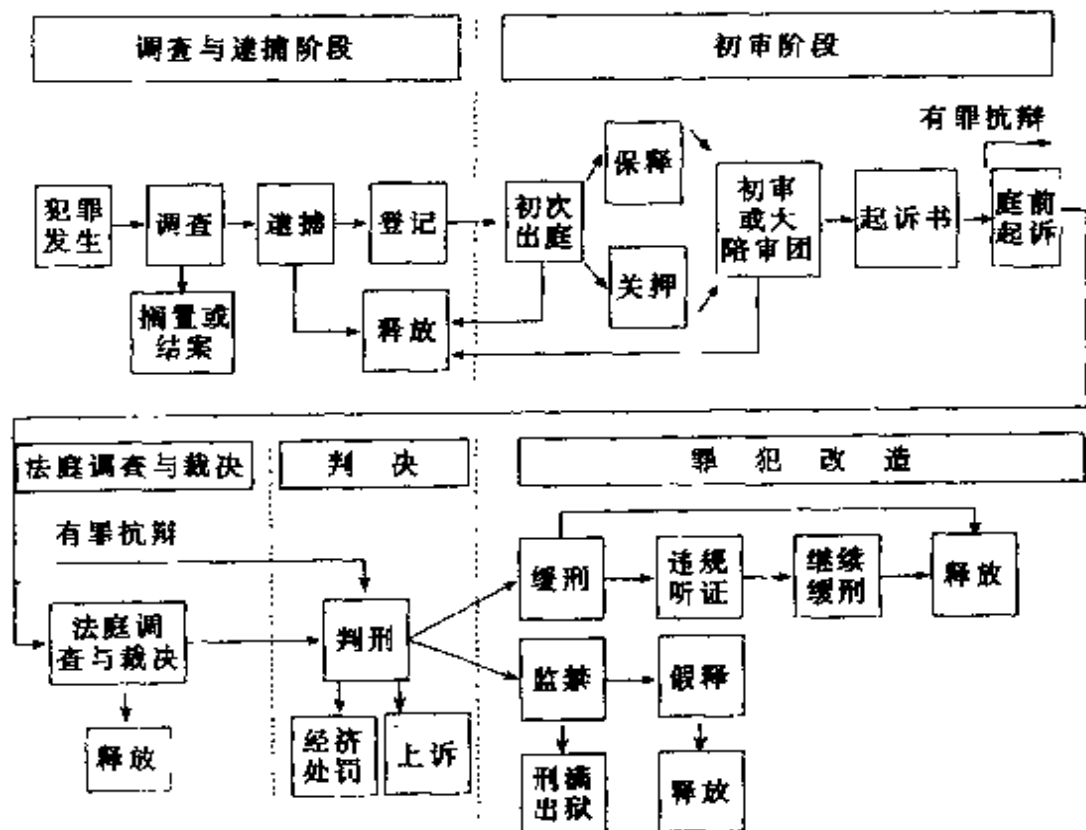 调查与逮捕阶段
初审阶段
有罪抗辩
犯罪
发生
调查
逮捕
登记
初次
出庭
保释
关押
初审
或大
陪审团
起诉书
庭前
起诉
搁置或
结案
释放
法庭调查与裁决
判决
罪犯改造
有罪抗辩
法庭调
查与裁决
释放
判刑
经济
处罚
上诉
缓刑
违规
听证
继续
缓刑
释放
监禁
假释
刑满
出狱
释放